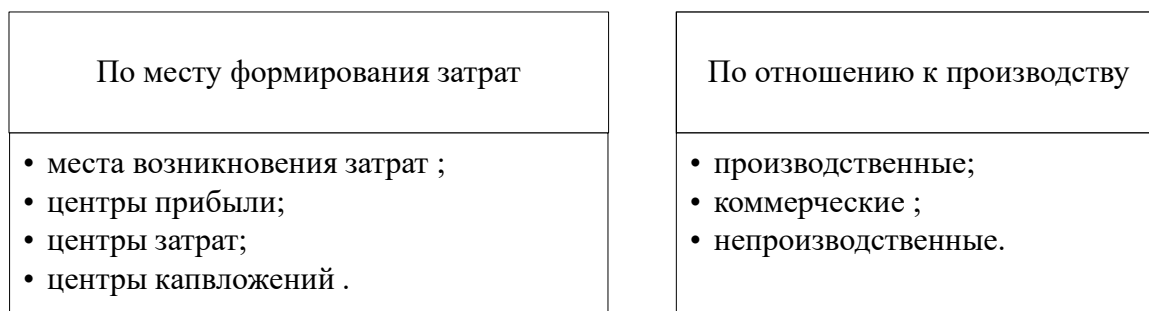 По месту формирования затрат
• места возникновения затрат ;
• центры прибыли;
• центры затрат;
• центры капвложений .
По отношению к производству
• производственные;
• коммерческие ;
• непроизводственные.